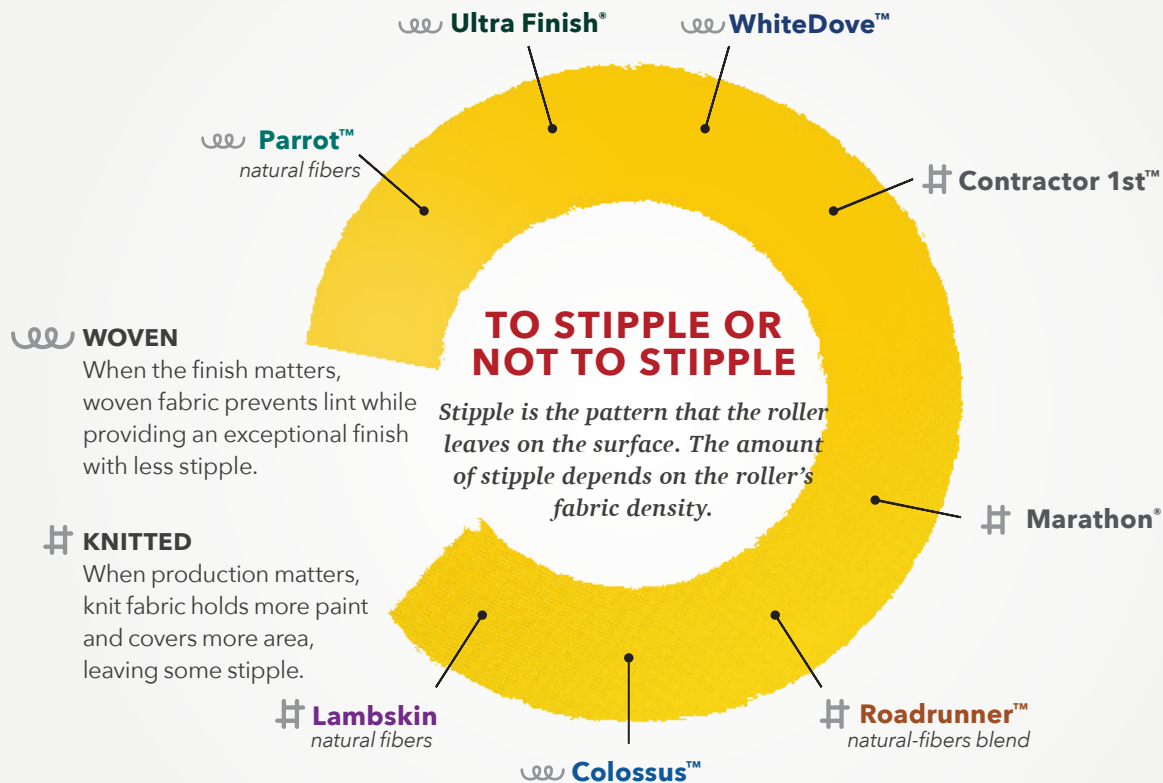 Ultra Finish®
WhiteDove™
Parrot™
natural fibers
Contractor 1st™
TO STIPPLE OR
NOT TO STIPPLE
Stipple is the pattern that the roller
leaves on the surface. The amount
of stipple depends on the roller's
fabric density.
WOVEN
When the finish matters,
woven fabric prevents lint while
providing an exceptional finish
with less stipple.
Marathon®
KNITTED
When production matters,
knit fabric holds more paint
and covers more area,
leaving some stipple.
Lambskin
natural fibers
Roadrunner™
natural-fibers blend
Colossus™